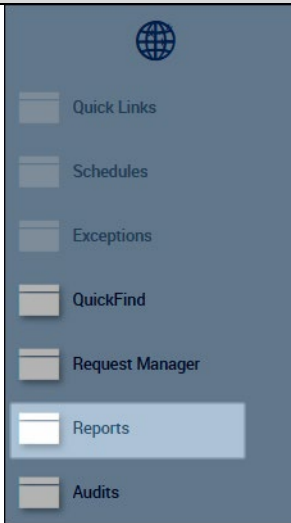 Quick Links
Schedules
Exceptions
QuickFind
Request Manager
Reports
Audits